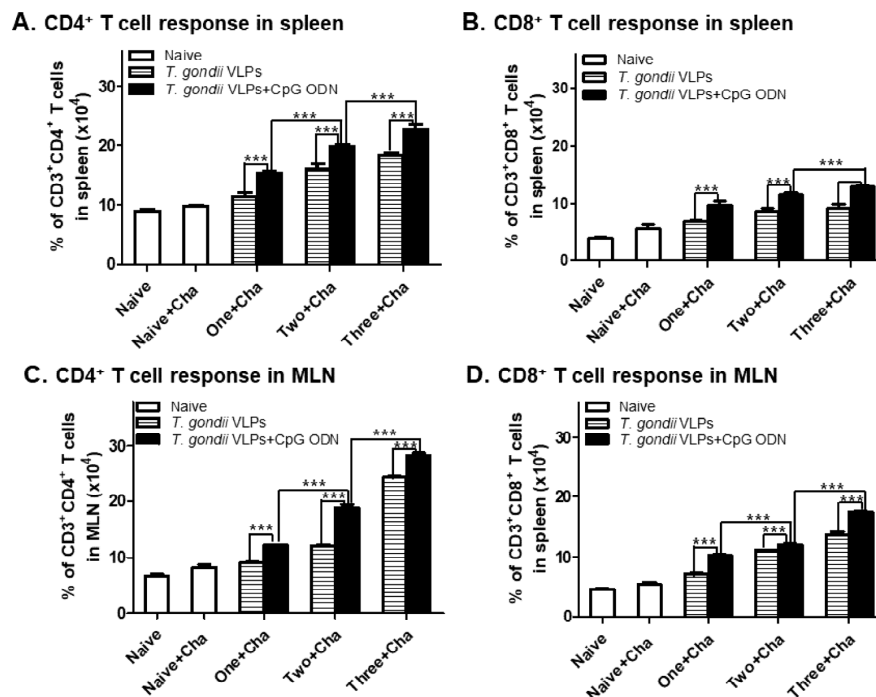 A. CD4⁺ T cell response in spleen
Naive
T. gondii VLPs
T. gondii VLPs+CpG ODN
% of CD3⁺CD4⁺ T cells
in spleen (x10⁴)
30
20
10
0
***
***
***
***
***
Naive
Naive+Cha
One+Cha
Two+Cha
Three+Cha
B. CD8⁺ T cell response in spleen
Naive
T. gondii VLPs
T. gondii VLPs+CpG ODN
% of CD3⁺CD8⁺ T cells
in spleen (x10⁴)
30
20
10
0
***
***
***
Naive
Naive+Cha
One+Cha
Two+Cha
Three+Cha
C. CD4⁺ T cell response in MLN
Naive
T. gondii VLPs
T. gondii VLPs+CpG ODN
% of CD3⁺CD4⁺ T cells
in MLN (x10⁴)
30
20
10
0
***
***
***
***
***
Naive
Naive+Cha
One+Cha
Two+Cha
Three+Cha
D. CD8⁺ T cell response in MLN
Naive
T. gondii VLPs
T. gondii VLPs+CpG ODN
% of CD3⁺CD8⁺ T cells
in spleen (x10⁴)
30
20
10
0
***
***
***
***
***
Naive
Naive+Cha
One+Cha
Two+Cha
Three+Cha